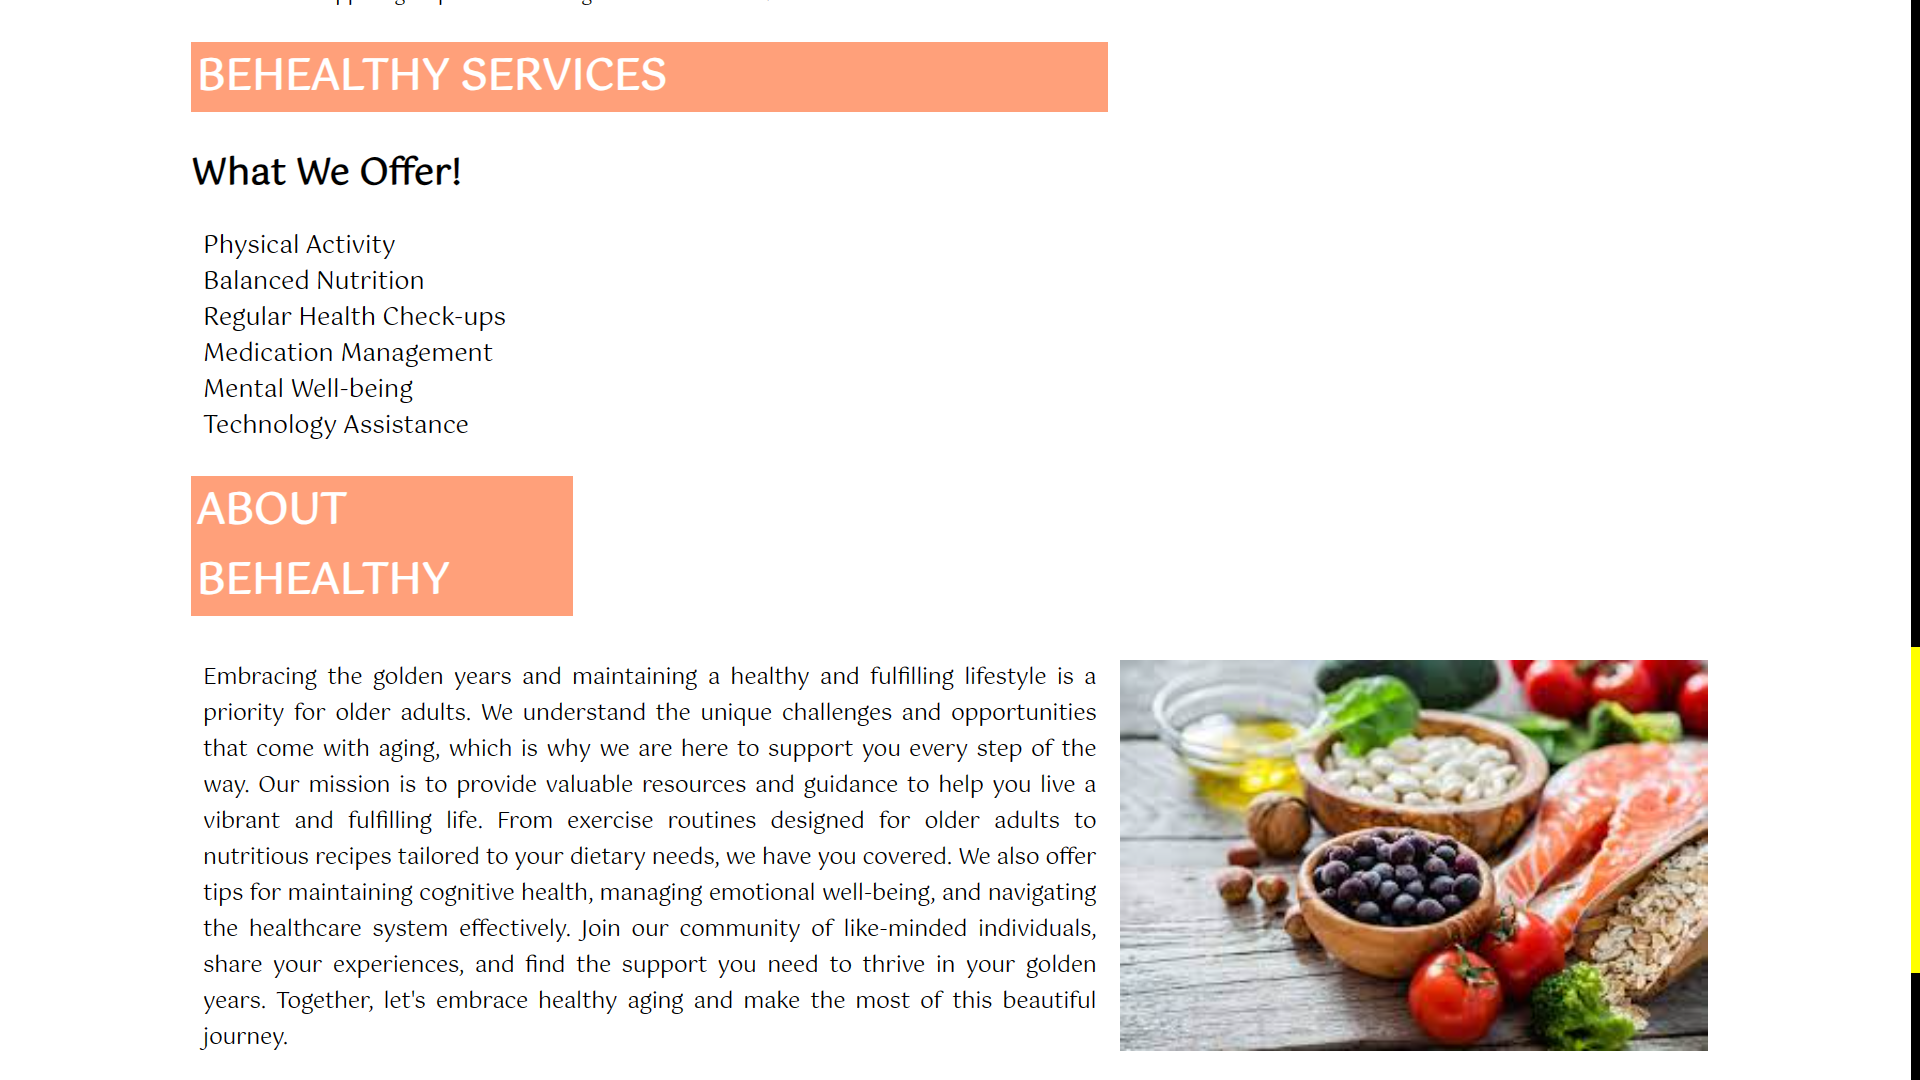 BEHEALTHY SERVICES
What We Offer!
Physical Activity
Balanced Nutrition
Regular Health Check-ups
Medication Management
Mental Well-being
Technology Assistance
ABOUT
BEHEALTHY
Embracing the golden years and maintaining a healthy and fulfilling lifestyle is a
priority for older adults. We understand the unique challenges and opportunities
that come with aging, which is why we are here to support you every step of the
way. Our mission is to provide valuable resources and guidance to help you live a
vibrant and fulfilling life. From exercise routines designed for older adults to
nutritious recipes tailored to your dietary needs, we have you covered. We also offer
tips for maintaining cognitive health, managing emotional well-being, and navigating
the healthcare system effectively. Join our community of like-minded individuals,
share your experiences, and find the support you need to thrive in your golden
years. Together, let's embrace healthy aging and make the most of this beautiful
journey.